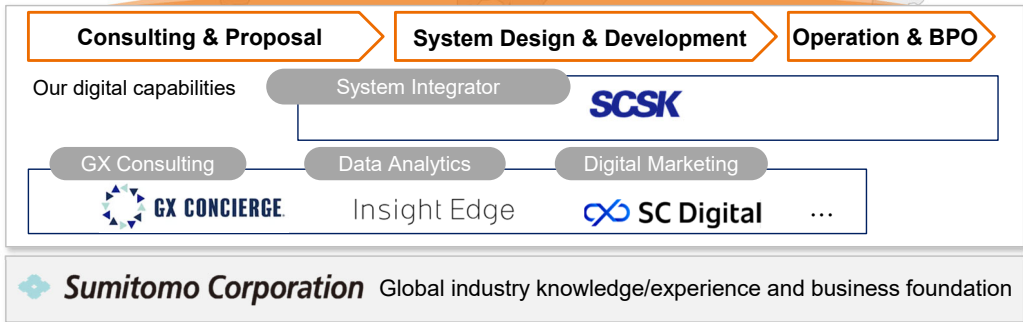 Consulting & Proposal
System Design & Development
Operation & BPO
Our digital capabilities
System Integrator
SCSK
GX Consulting
Data Analytics
Digital Marketing
GX CONCIERGE.
Insight Edge
SC Digital
...
Sumitomo Corporation Global industry knowledge/experience and business foundation